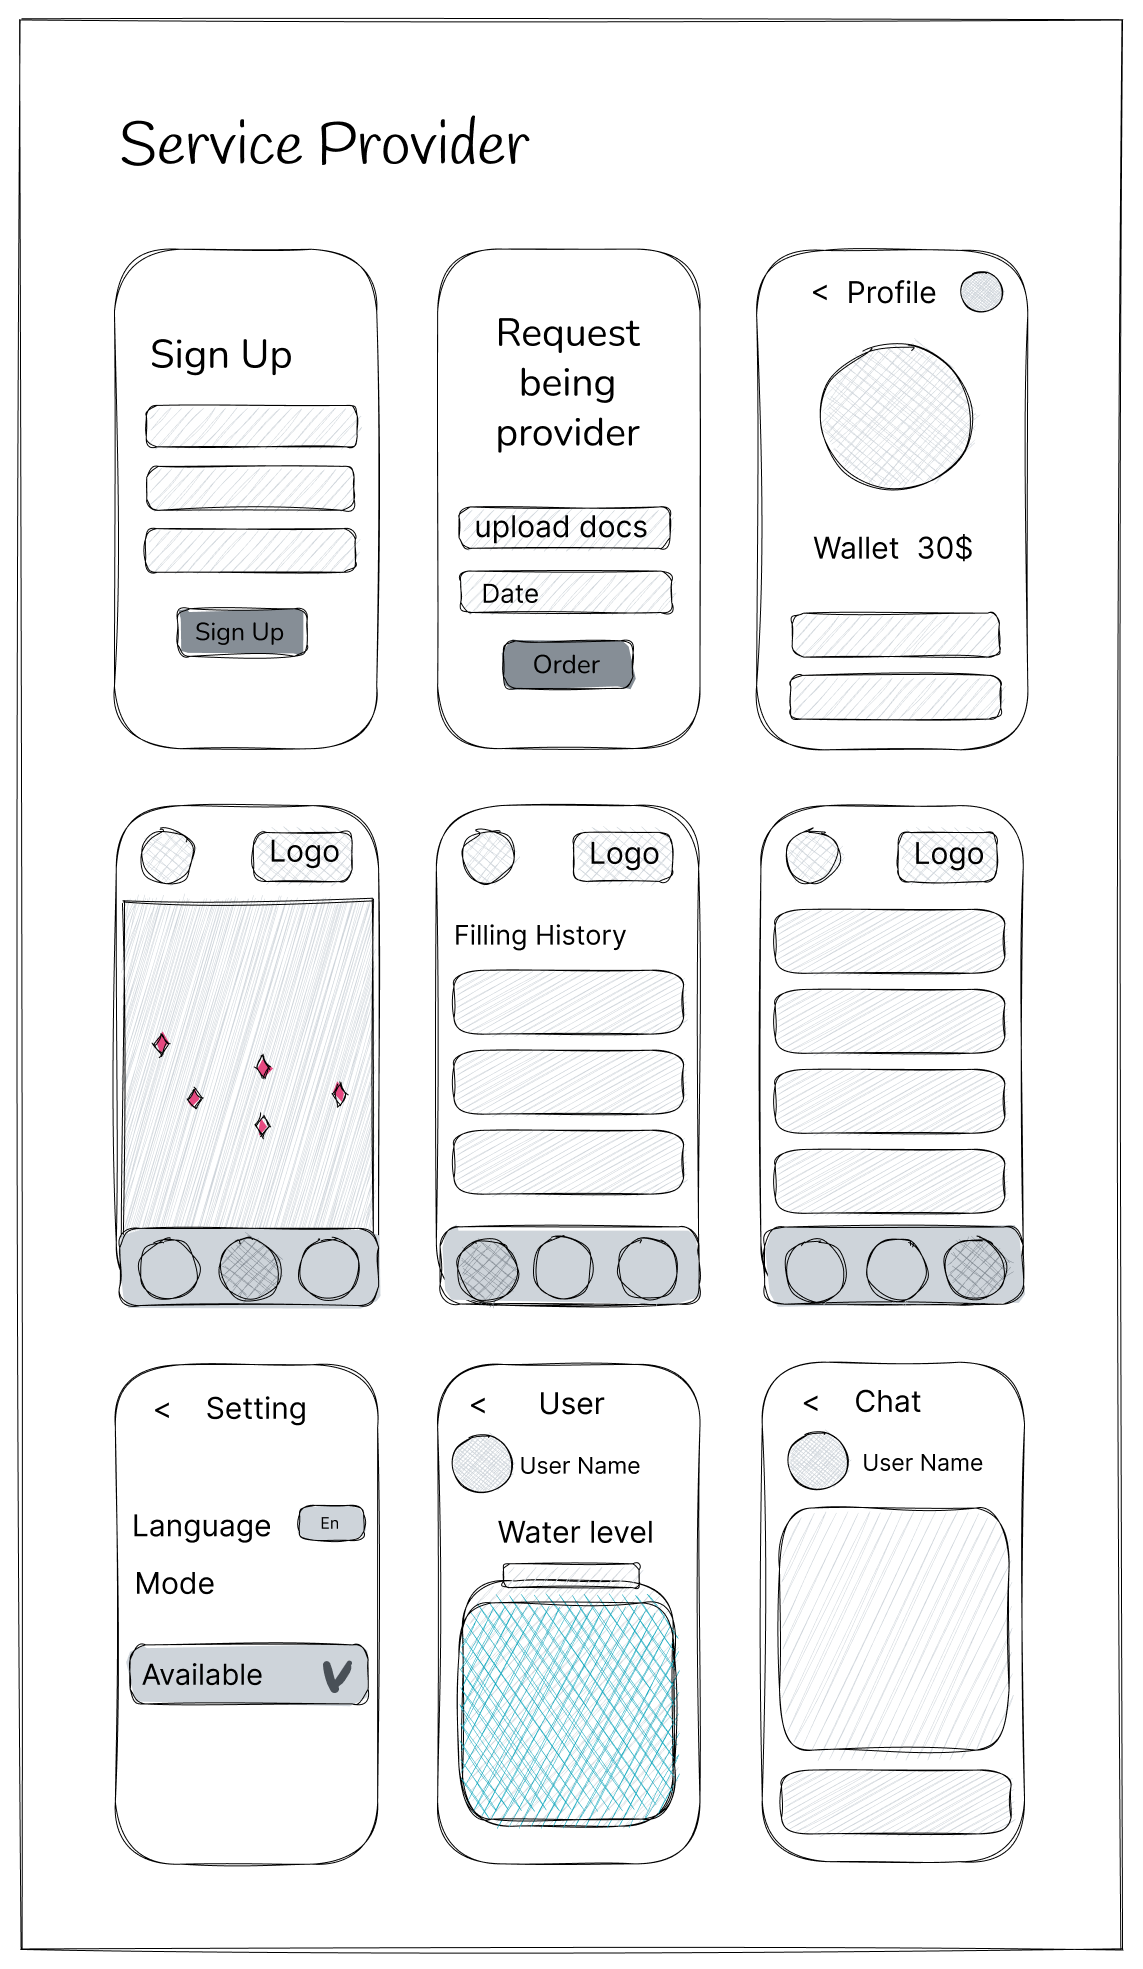 Service Provider
Sign Up
Sign Up
Request
being
provider
upload docs
Date
Order
< Profile
Wallet 30$
Logo
Logo
Filling History
Logo
< Setting
Language En
Mode
Available
< User
User Name
Water level
< Chat
User Name